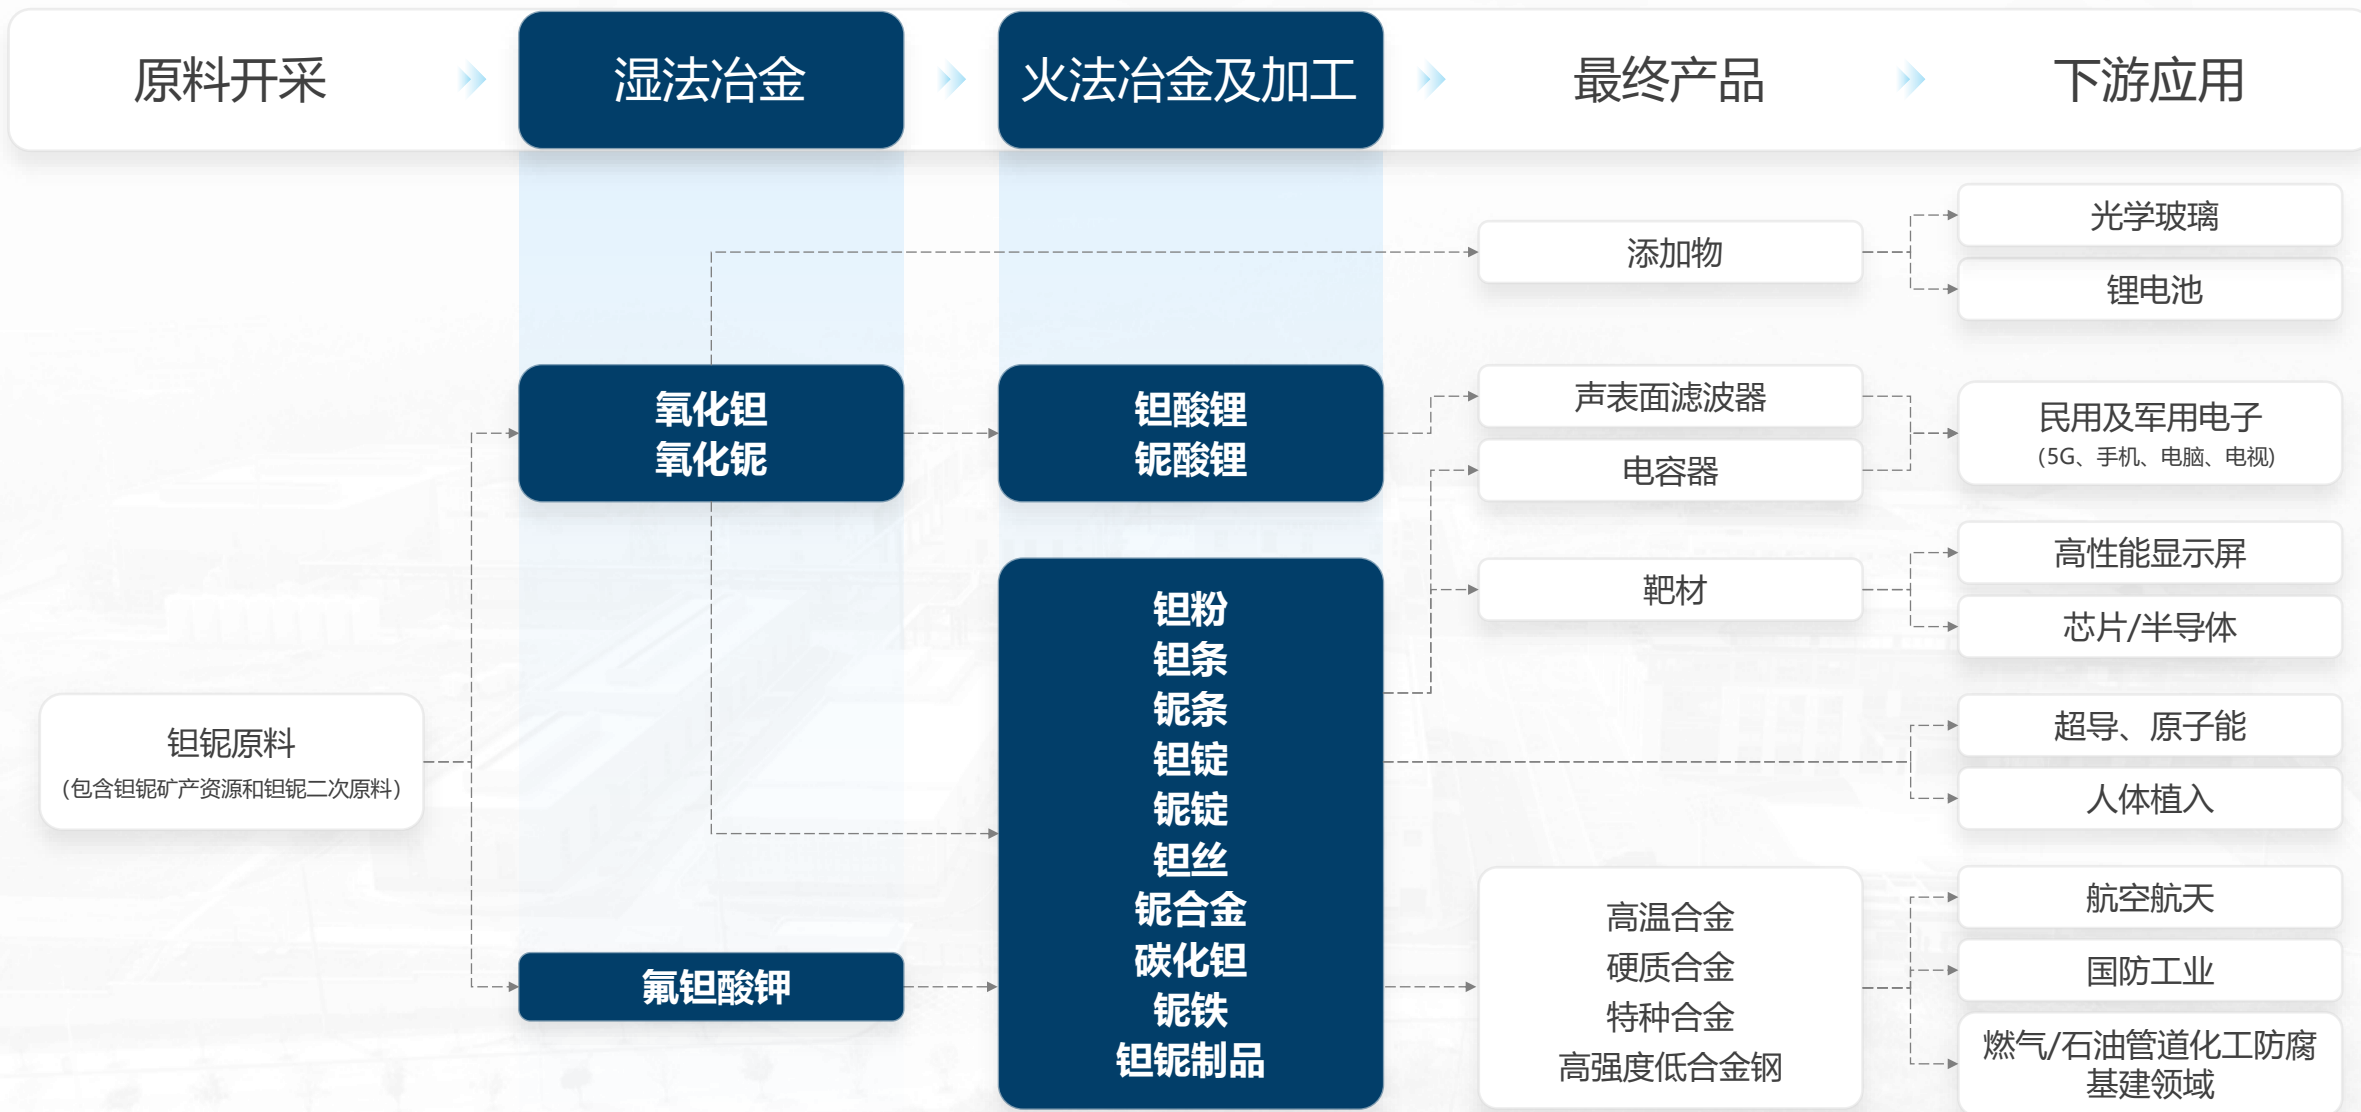 原料开采
湿法冶金
火法冶金及加工
最终产品
下游应用
钽铌原料
(包含钽铌矿产资源和钽铌二次原料)
氧化钽
氧化铌
氟钽酸钾
钽酸锂
铌酸锂
钽粉
钽条
铌条
钽锭
铌锭
钽丝
铌合金
碳化钽
铌铁
钽铌制品
添加物
声表面滤波器
电容器
靶材
高温合金
硬质合金
特种合金
高强度低合金钢
光学玻璃
锂电池
民用及军用电子
(5G、手机、电脑、电视)
高性能显示屏
芯片/半导体
超导、原子能
人体植入
航空航天
国防工业
燃气/石油管道化工防腐
基建领域